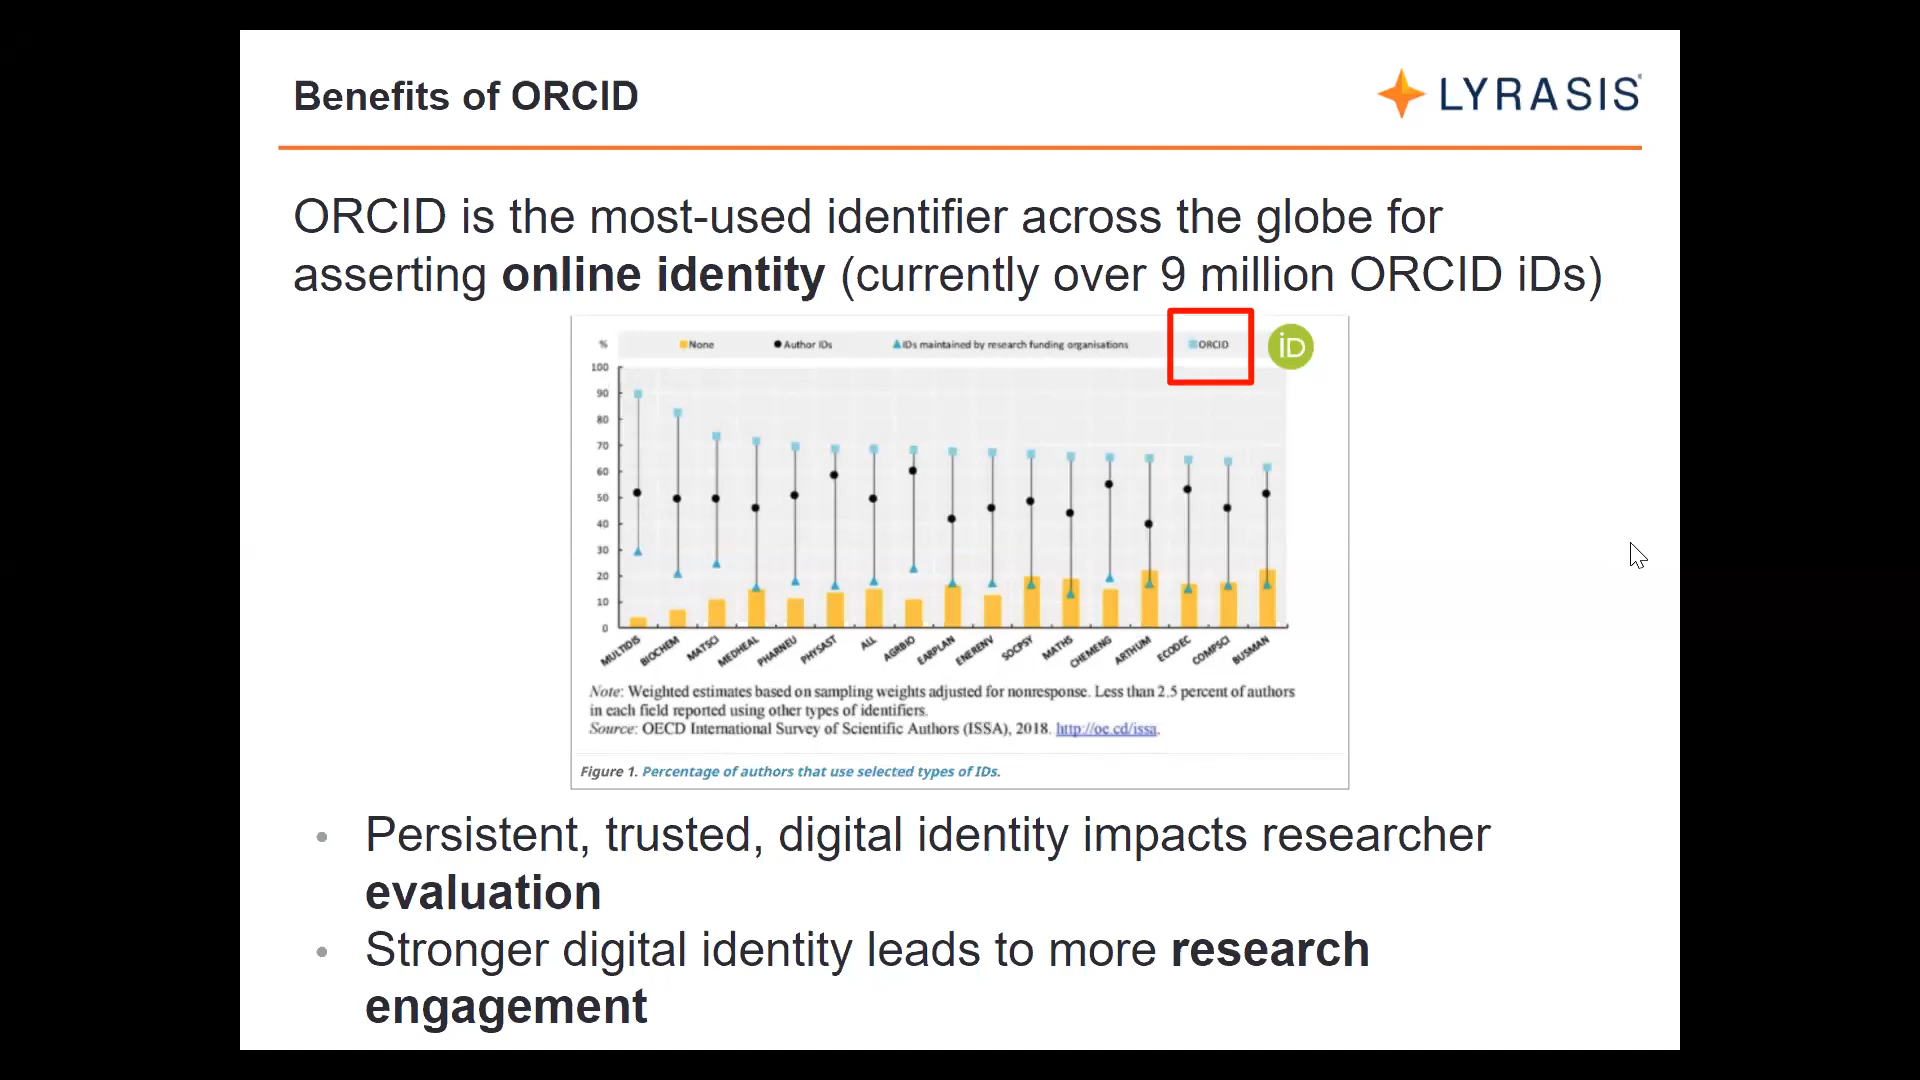 Benefits of ORCID
LYRASIS
ORCID is the most-used identifier across the globe for
asserting online identity (currently over 9 million ORCID iDs)
% None Author IDs IDs maintained by research funding organisations ORCID iD
100
90
80
70
60
50
40
30
20
10
0
MULTIDIS BIOCHEM MATSCI MEDHEAL PHARNEU PHYSAST ALL AGRBIO EARPLAN ENERENV SOCPSY MATHS CHEMENG ARTHUM ECODEC COMPSCI BUSMAN
Note: Weighted estimates based on sampling weights adjusted for nonresponse. Less than 2.5 percent of authors
in each field reported using other types of identifiers.
Source: OECD International Survey of Scientific Authors (ISSA), 2018. http://oe.cd/issa.
Figure 1. Percentage of authors that use selected types of IDs.
• Persistent, trusted, digital identity impacts researcher
evaluation
• Stronger digital identity leads to more research
engagement